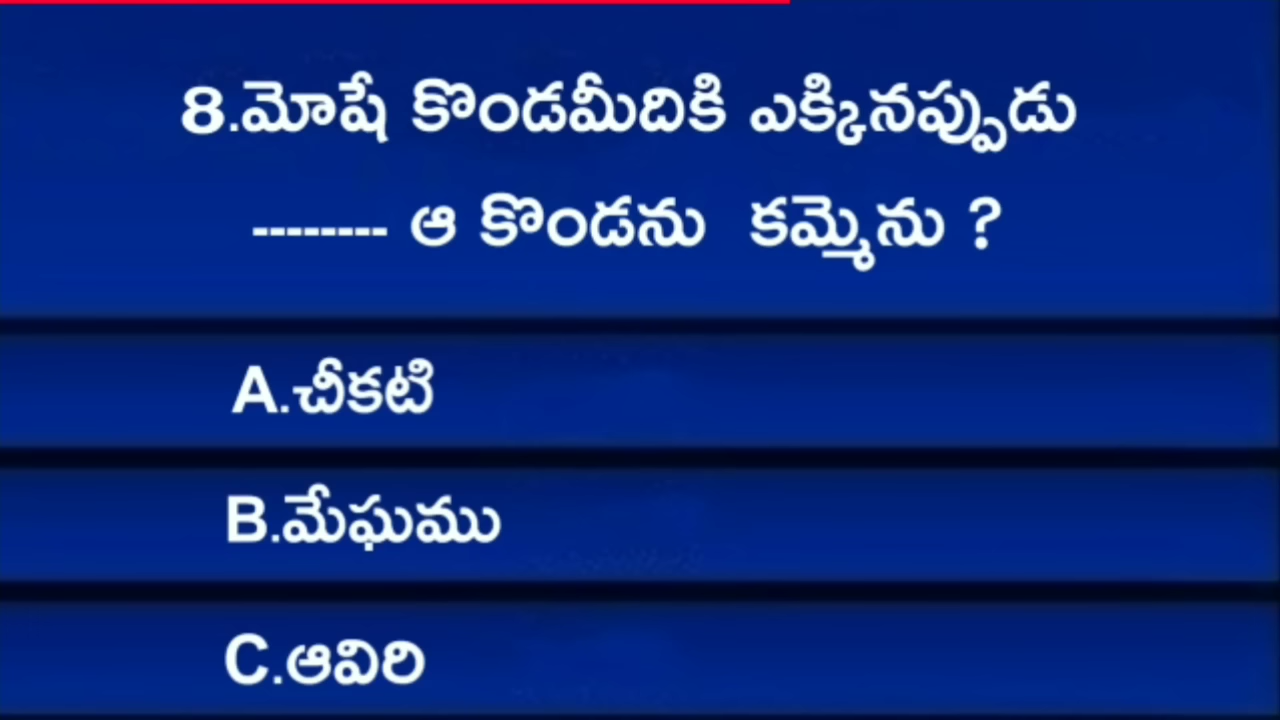 8.మోషే కొండమీదికి ఎక్కినప్పుడు
-------- ఆ కొండను కమ్మెను ?
A.చీకటి
B.మేఘము
C.ఆవిరి